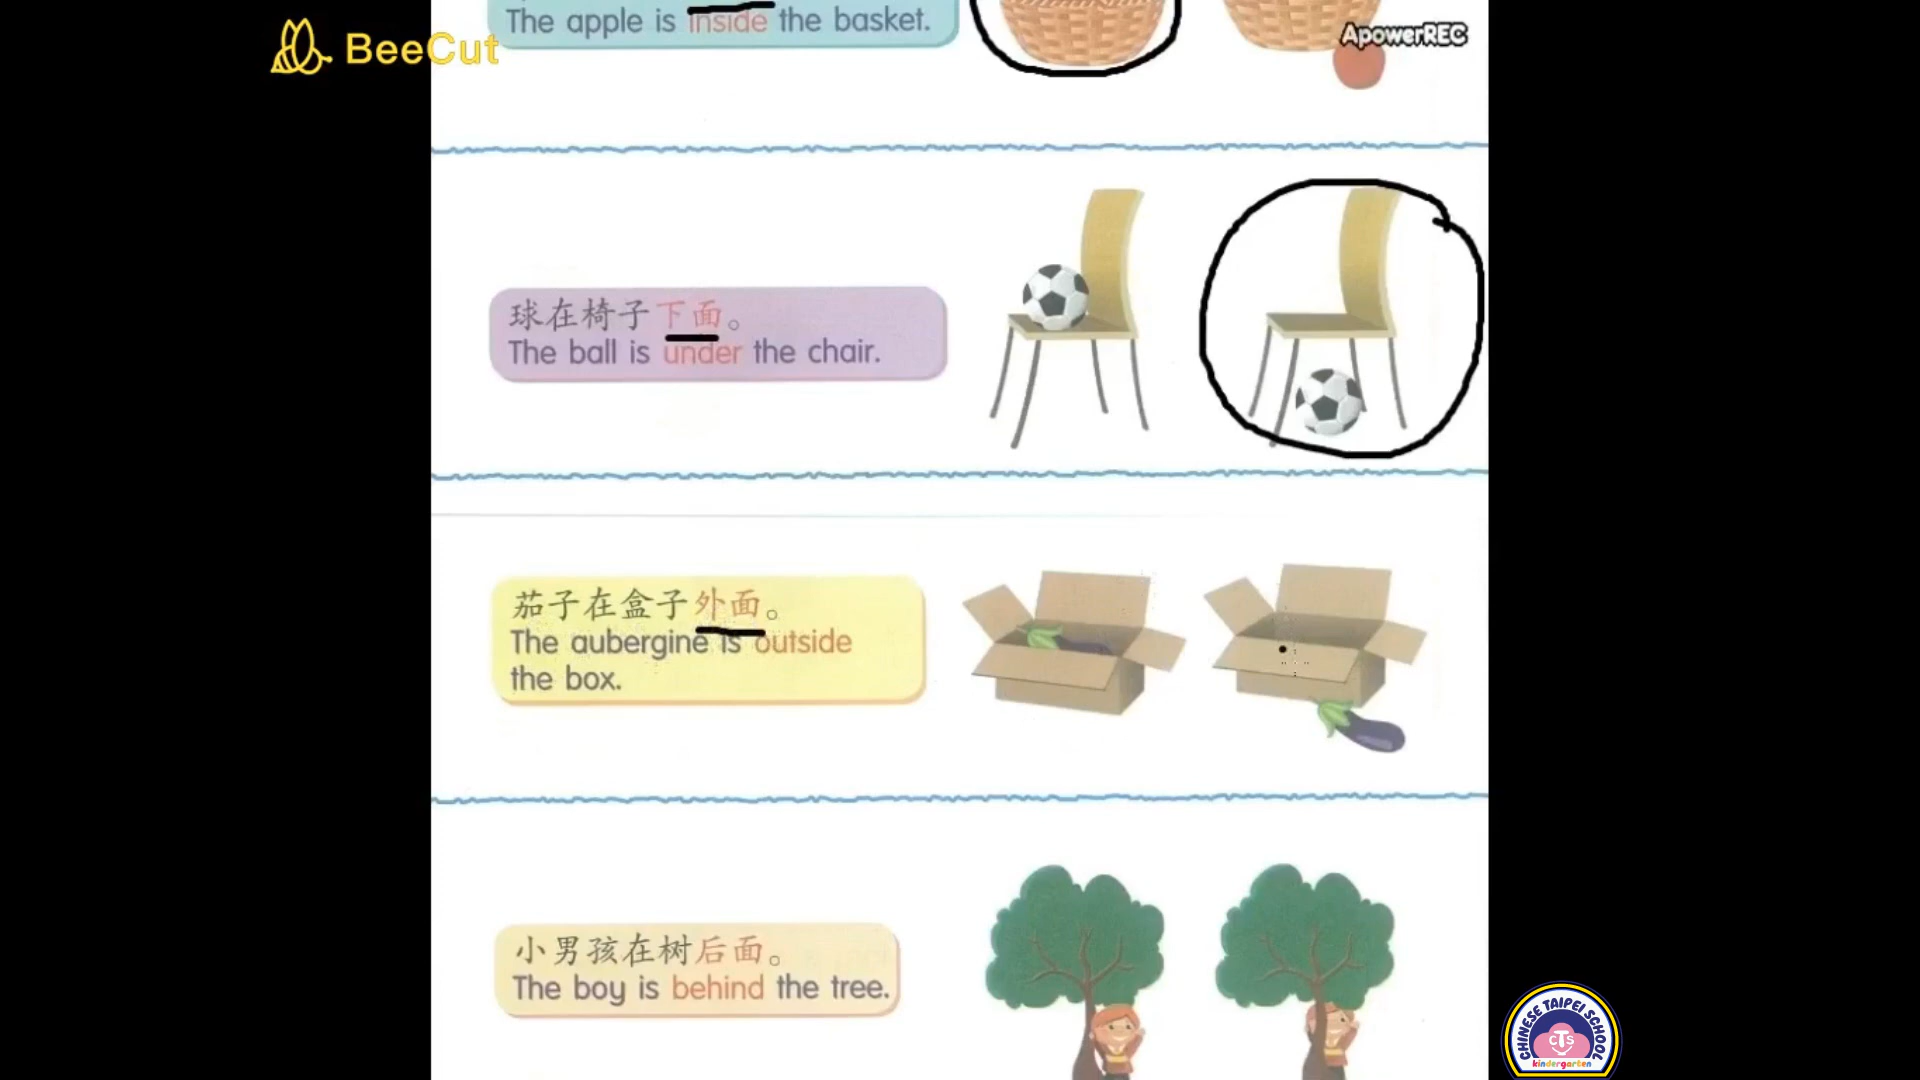 The apple is inside the basket.
BeeCut
ApowerREC
球在椅子下面。
The ball is under the chair.
茄子在盒子外面。
The aubergine is outside
the box.
小男孩在树后面。
The boy is behind the tree.
CHINESE TAIPEI SCHOOL
CTS
kindergarten